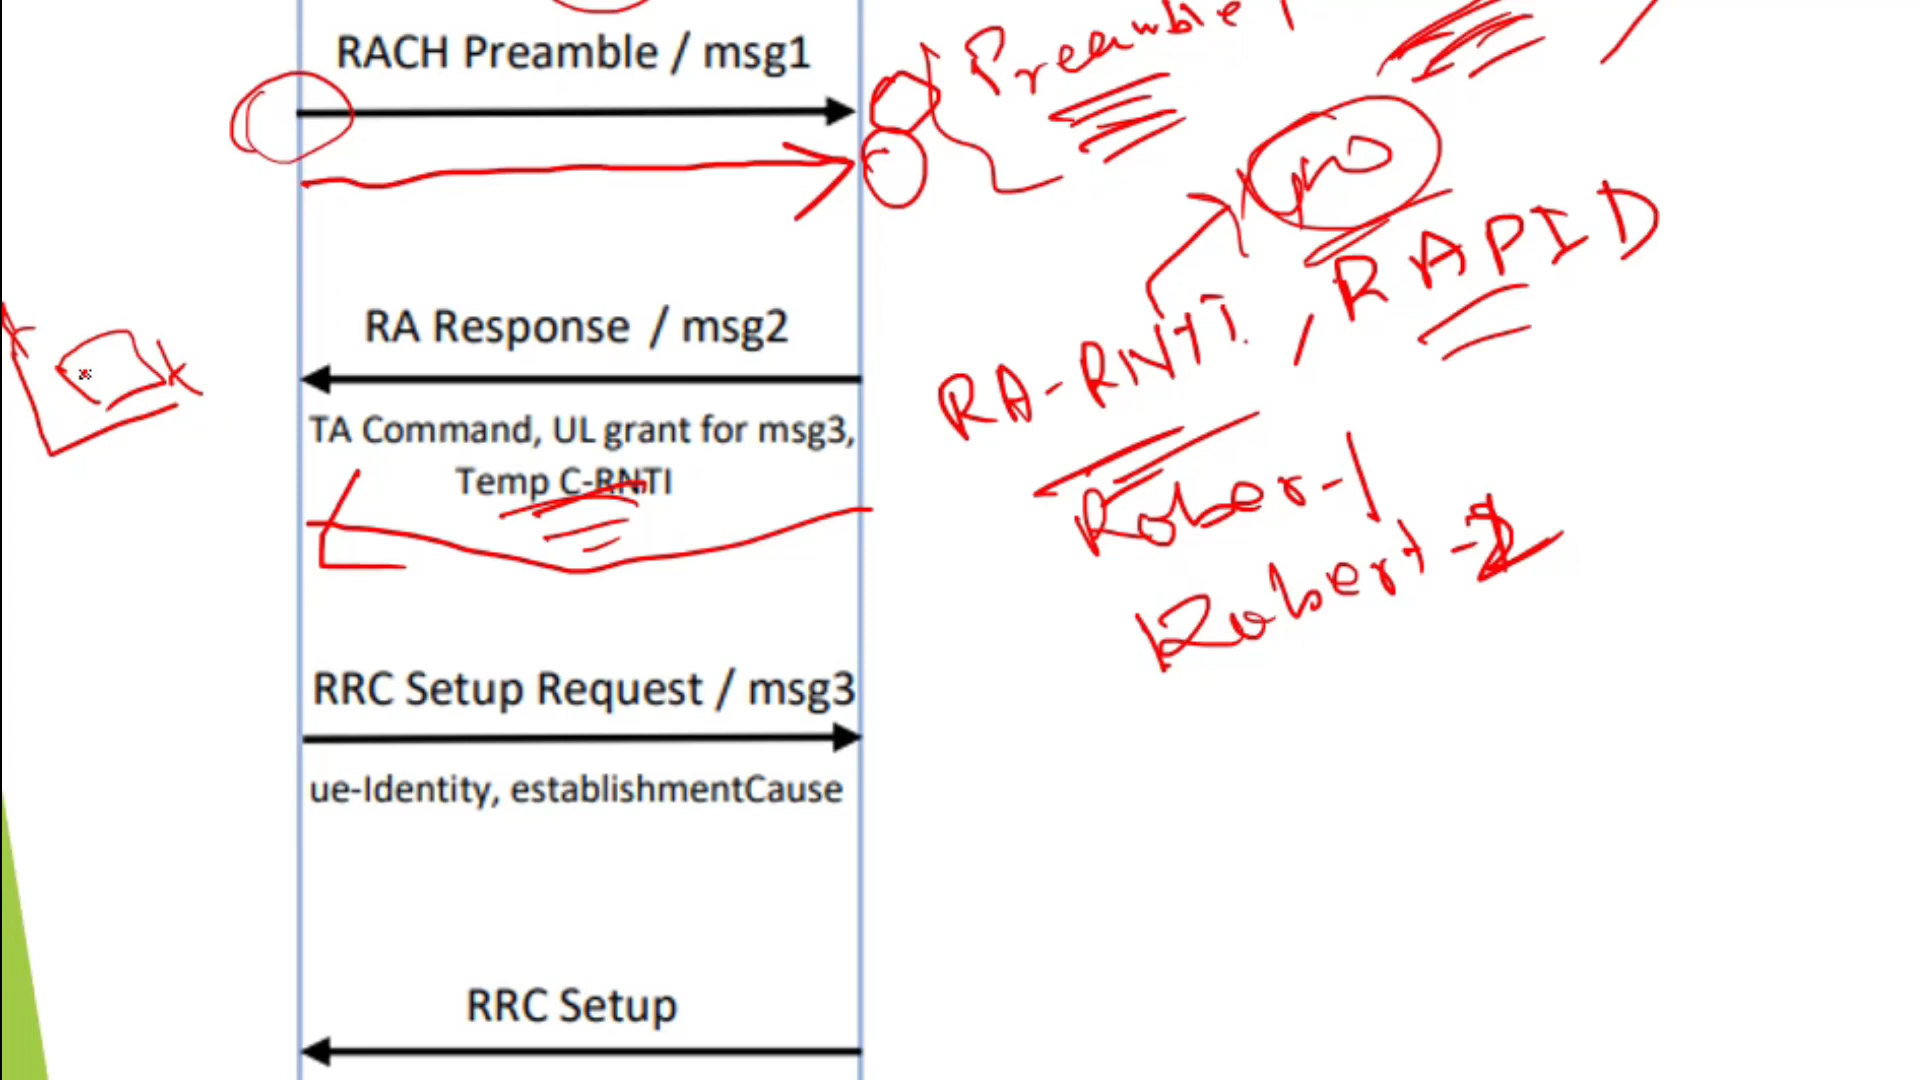 RACH Preamble / msg1
Preamble,
RAPID
RA Response / msg2
RA-RNTI. ,
TA Command, UL grant for msg3,
Temp C-RNTI
Rober-1
Robert-2
RRC Setup Request / msg3
ue-Identity, establishmentCause
RRC Setup